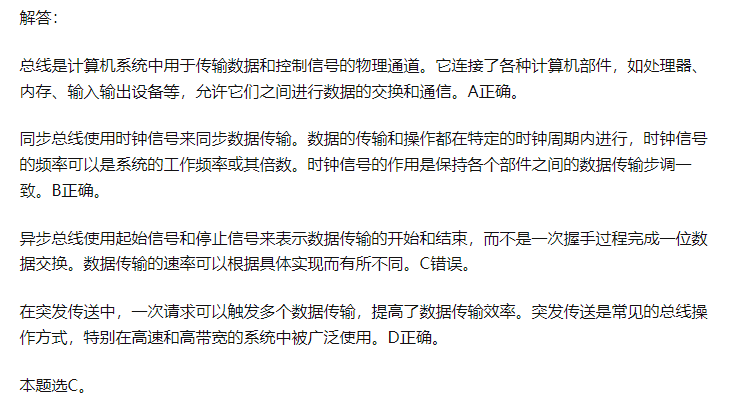 解答：
总线是计算机系统中用于传输数据和控制信号的物理通道。它连接了各种计算机部件，如处理器、
内存、输入输出设备等，允许它们之间进行数据的交换和通信。A正确。
同步总线使用时钟信号来同步数据传输。数据的传输和操作都在特定的时钟周期内进行，时钟信号
的频率可以是系统的工作频率或其倍数。时钟信号的作用是保持各个部件之间的数据传输步调一
致。B正确。
异步总线使用起始信号和停止信号来表示数据传输的开始和结束，而不是一次握手过程完成一位数
据交换。数据传输的速率可以根据具体实现而有所不同。C错误。
在突发传送中，一次请求可以触发多个数据传输，提高了数据传输效率。突发传送是常见的总线操
作方式，特别在高速和高带宽的系统中被广泛使用。D正确。
本题选C。